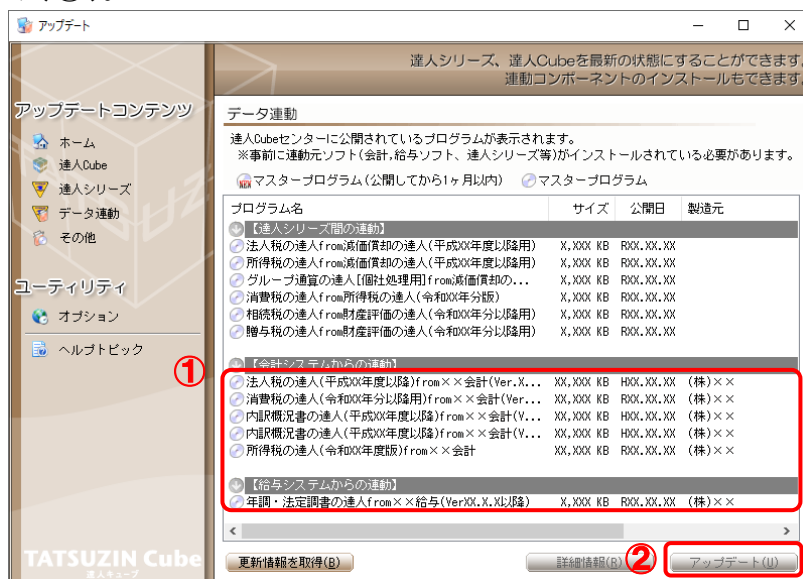 アップデート
達人シリーズ、達人Cubeを最新の状態にすることができます。
連動コンポーネントのインストールもできます。
アップデートコンテンツ
ホーム
達人Cube
達人シリーズ
データ連動
その他
ユーティリティ
オプション
ヘルプトピック
データ連動
達人Cubeセンターに公開されているプログラムが表示されます。
※事前に連動元ソフト(会計,給与ソフト、達人シリーズ等)がインストールされている必要があります。
マスタープログラム(公開してから1ヶ月以内) マスタープログラム
プログラム名 サイズ 公開日 製造元
【達人シリーズ間の連動】
法人税の達人from減価償却の達人(平成XX年度以降用) X,XXX KB RXX.XX.XX
所得税の達人from減価償却の達人(平成XX年度以降用) X,XXX KB RXX.XX.XX
グループ通算の達人[個社処理用]from減価償却の... X,XXX KB RXX.XX.XX
消費税の達人from所得税の達人(令和XX年分版) X,XXX KB RXX.XX.XX
相続税の達人from財産評価の達人(令和XX年分以降用) X,XXX KB RXX.XX.XX
贈与税の達人from財産評価の達人(令和XX年分以降用) X,XXX KB RXX.XX.XX
①
【会計システムからの連動】
法人税の達人(平成XX年度以降)from××会計(Ver.X... XX,XXX KB HXX.XX.XX (株)××
消費税の達人(令和XX年分以降用)from××会計(Ver... XX,XXX KB RXX.XX.XX (株)××
内訳概況書の達人(平成XX年度以降)from××会計(V... XX,XXX KB HXX.XX.XX (株)××
内訳概況書の達人(平成XX年度以降)from××会計(V... XX,XXX KB HXX.XX.XX (株)××
所得税の達人(令和XX年度版)from××会計 XX,XXX KB RXX.XX.XX (株)××
【給与システムからの連動】
年調・法定調書の達人from××給与(VerXX.X.X以降) X,XXX KB RXX.XX.XX (株)××
更新情報を取得(B) 詳細情報(R) ② アップデート(U)
TATSUZIN Cube
達人キューブ